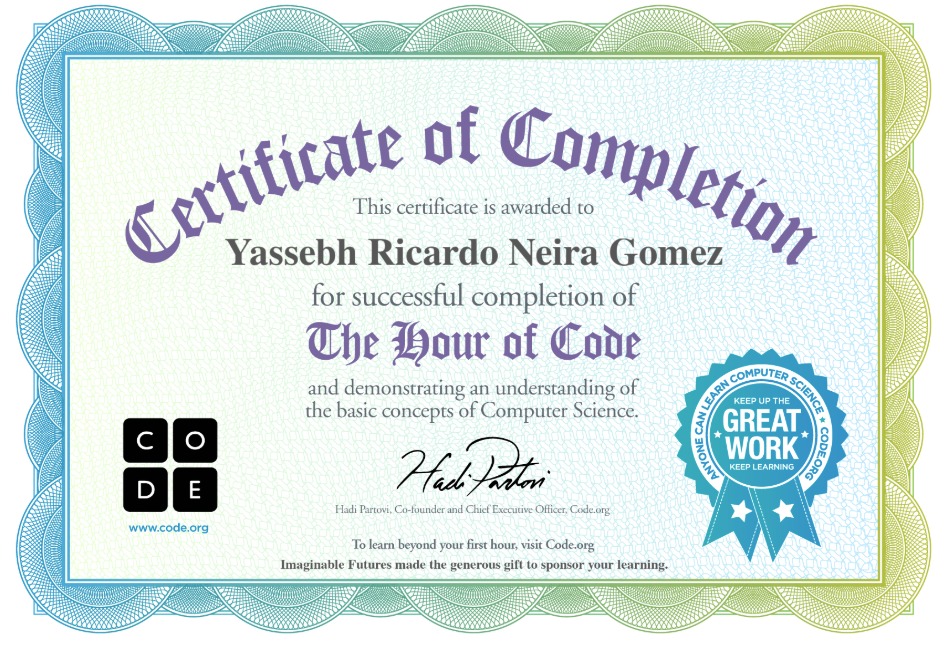 Certificate of Completion
This certificate is awarded to
Yassebh Ricardo Neira Gomez
for successful completion of
The Hour of Code
and demonstrating an understanding of
the basic concepts of Computer Science.
C O
D E
www.code.org
Hadi Partovi
Hadi Partovi, Co-founder and Chief Executive Officer, Code.org
To learn beyond your first hour, visit Code.org
Imaginable Futures made the generous gift to sponsor your learning.
ANYONE CAN LEARN COMPUTER SCIENCE ★ CODE.ORG
KEEP UP THE
GREAT
WORK
KEEP LEARNING